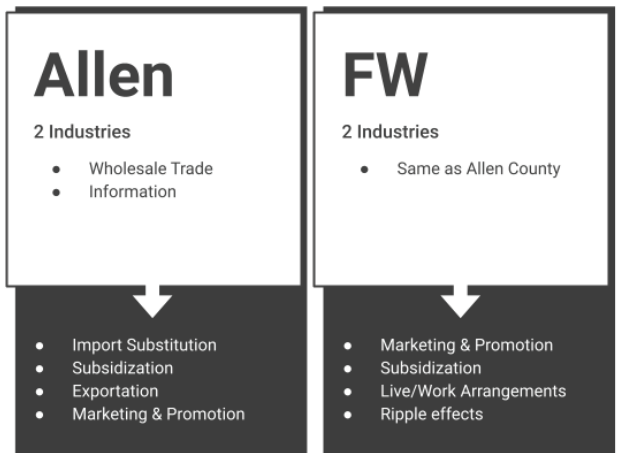 Allen
2 Industries
● Wholesale Trade
● Information
● Import Substitution
● Subsidization
● Exportation
● Marketing & Promotion
FW
2 Industries
● Same as Allen County
● Marketing & Promotion
● Subsidization
● Live/Work Arrangements
● Ripple effects